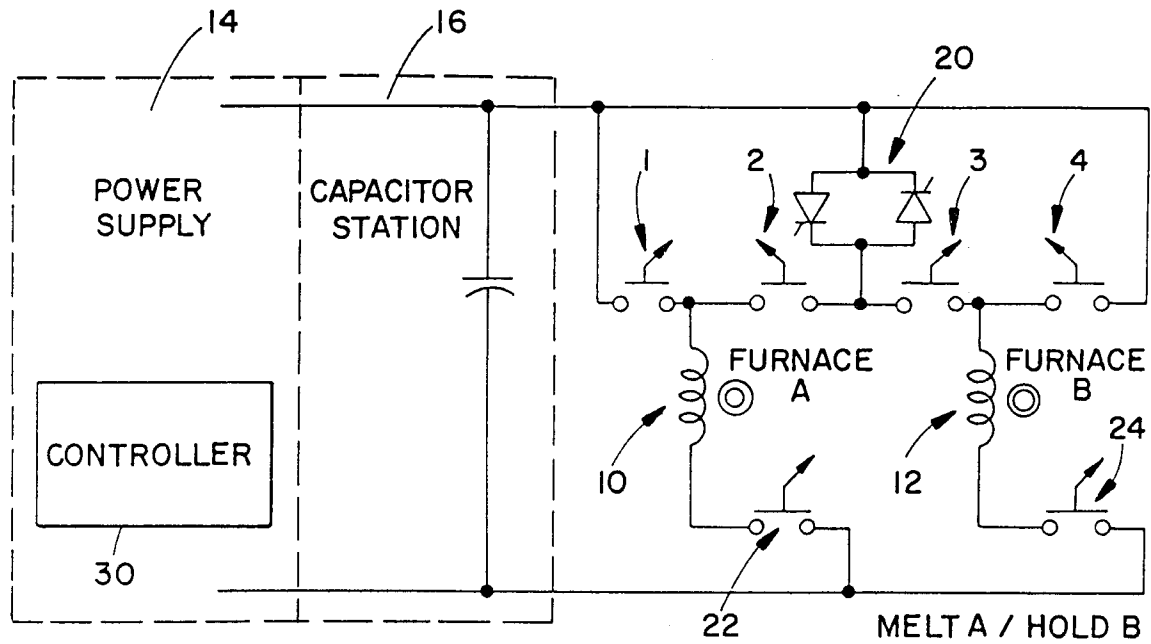 14
16
20
1
2
3
4
POWER
SUPPLY
CAPACITOR
STATION
FURNACE
A
FURNACE
B
CONTROLLER
10
12
24
30
22
MELT A / HOLD B